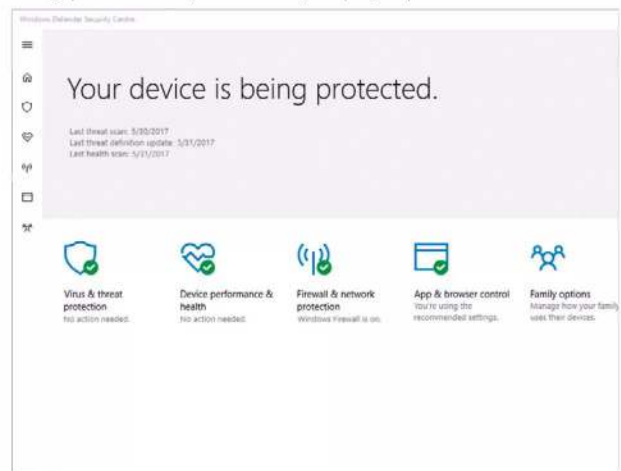 Windows Defender Security Centre
Your device is being protected.
Last threat scan: 5/30/2017
Last threat definition update: 5/31/2017
Last health scan: 5/31/2017
Virus & threat
protection
No action needed.
Device performance &
health
No action needed.
Firewall & network
protection
Windows Firewall is on.
App & browser control
You're using the
recommended settings.
Family options
Manage how your family
uses their devices.